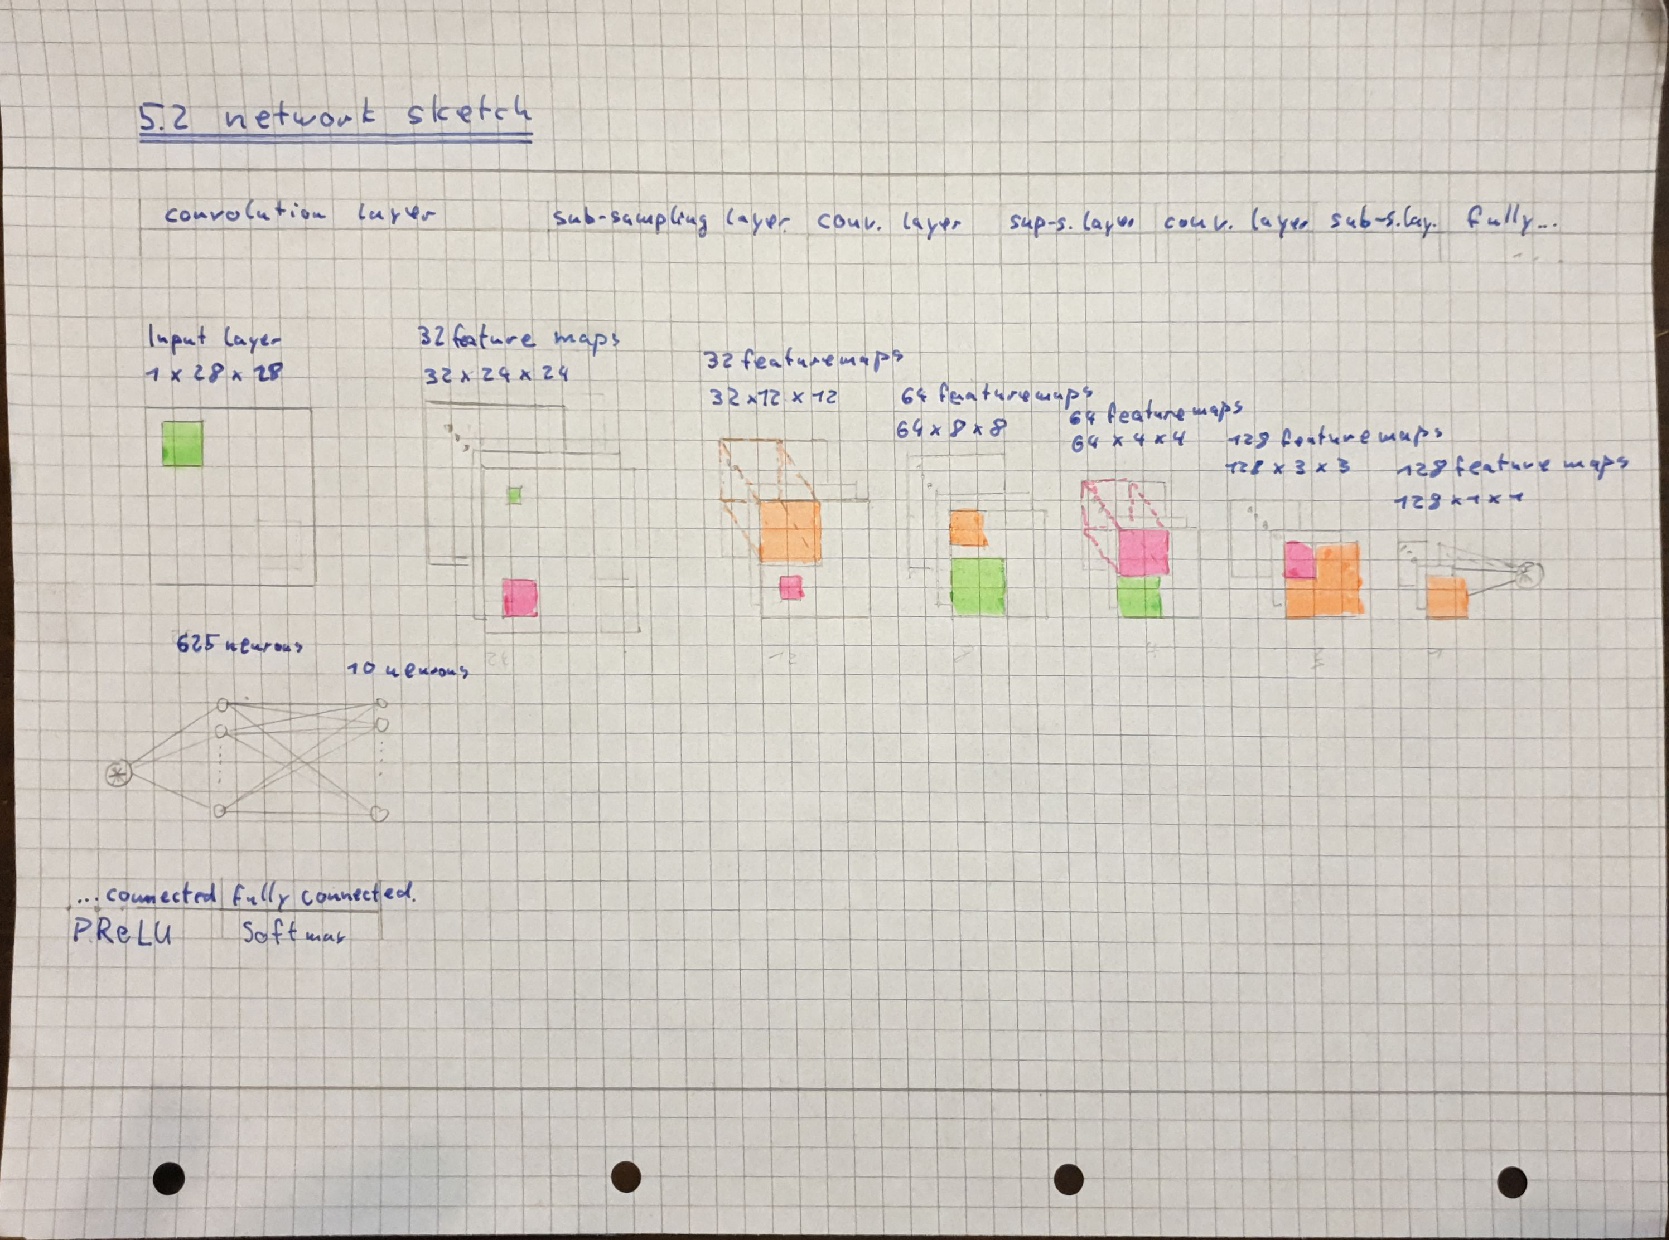 5.2 network sketch
convolution layer sub-sampling layer conv. layer sup-s. layer conv. layer sub-s.lay. fully...
Input layer
1 x 28 x 28
32 feature maps
32 x 24 x 24
32 featuremaps
32 x 12 x 12
64 featuremaps
64 x 8 x 8
64 featuremaps
64 x 4 x 4
128 featuremaps
128 x 3 x 3
128 feature maps
128 x 1 x 1
625 neurons
10 neurons
...connected fully connected.
PReLU Softmax